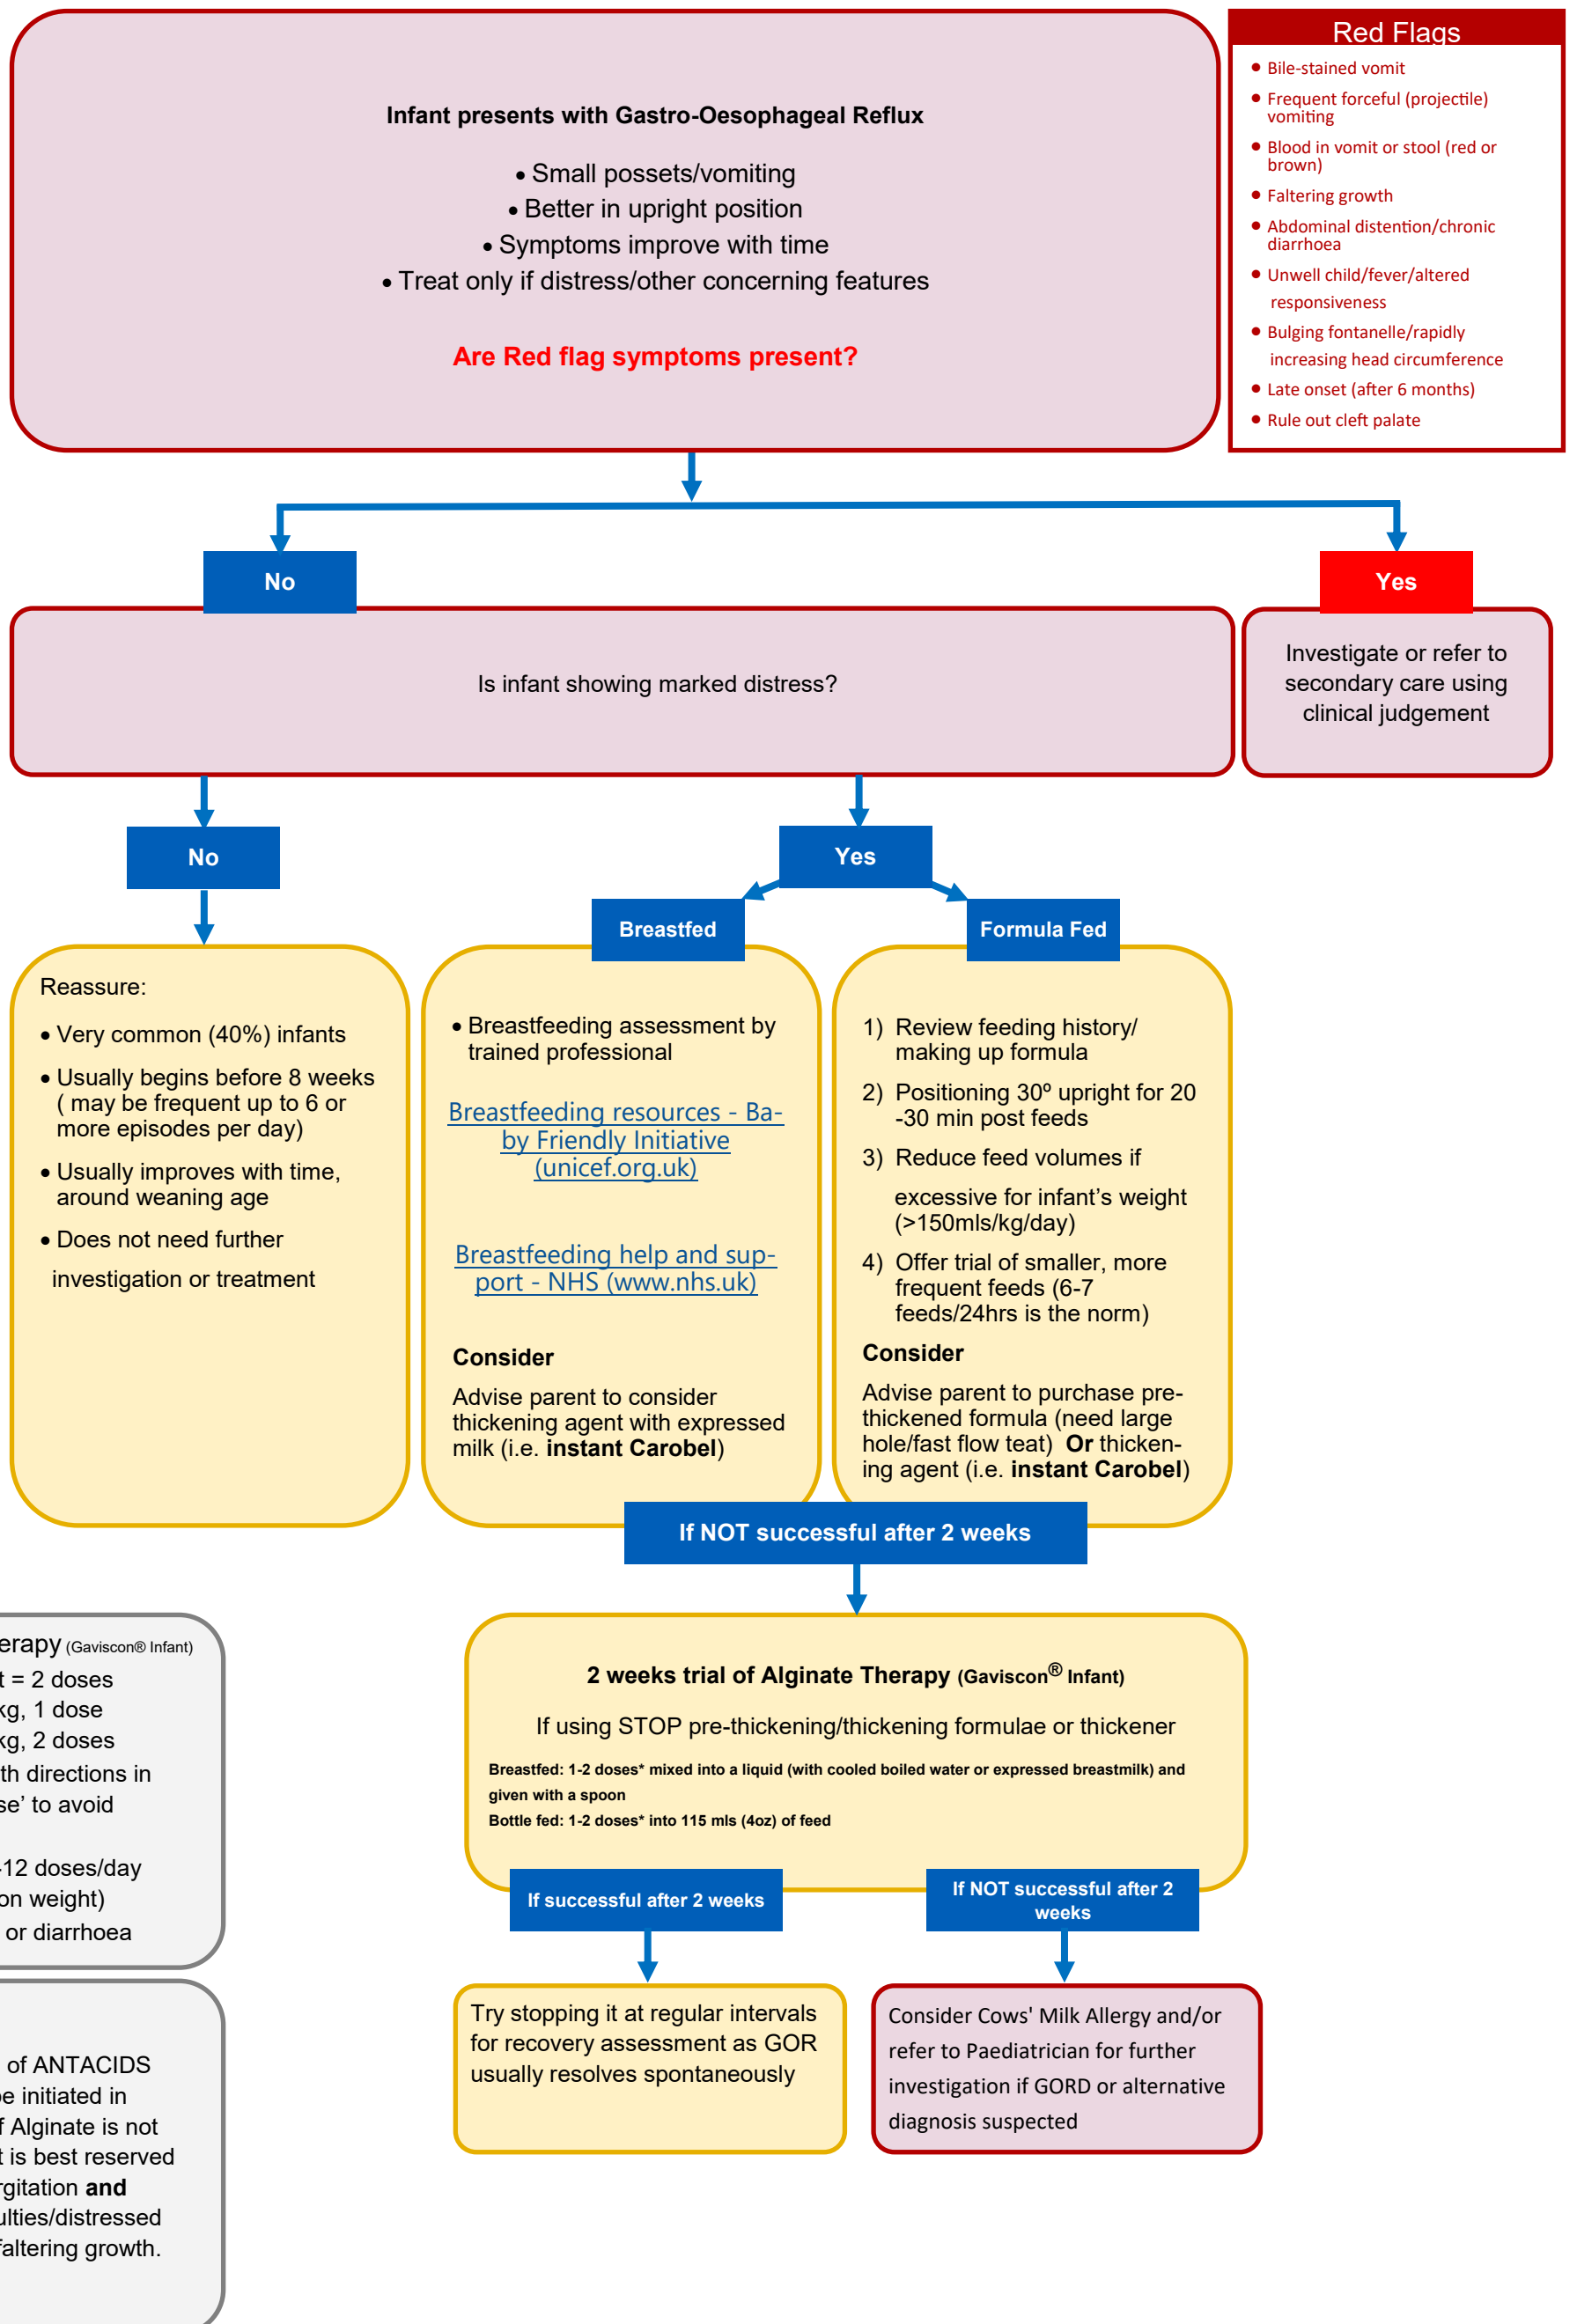 Infant presents with Gastro-Oesophageal Reflux
• Small possets/vomiting
• Better in upright position
• Symptoms improve with time
• Treat only if distress/other concerning features
Are Red flag symptoms present?
Red Flags
• Bile-stained vomit
• Frequent forceful (projectile)
vomiting
• Blood in vomit or stool (red or
brown)
• Faltering growth
• Abdominal distention/chronic
diarrhoea
• Unwell child/fever/altered
responsiveness
• Bulging fontanelle/rapidly
increasing head circumference
• Late onset (after 6 months)
• Rule out cleft palate
No
Yes
Is infant showing marked distress?
Investigate or refer to
secondary care using
clinical judgement
No
Yes
Breastfed
Formula Fed
Reassure:
• Very common (40%) infants
• Usually begins before 8 weeks
( may be frequent up to 6 or
more episodes per day)
• Usually improves with time,
around weaning age
• Does not need further
investigation or treatment
• Breastfeeding assessment by
trained professional
Breastfeeding resources - Ba-
by Friendly Initiative
(unicef.org.uk)
Breastfeeding help and sup-
port - NHS (www.nhs.uk)
Consider
Advise parent to consider
thickening agent with expressed
milk (i.e. instant Carobel)
1) Review feeding history/
making up formula
2) Positioning 30º upright for 20
-30 min post feeds
3) Reduce feed volumes if
excessive for infant’s weight
(>150mls/kg/day)
4) Offer trial of smaller, more
frequent feeds (6-7
feeds/24hrs is the norm)
Consider
Advise parent to purchase pre-
thickened formula (need large
hole/fast flow teat) Or thicken-
ing agent (i.e. instant Carobel)
If NOT successful after 2 weeks
erapy (Gaviscon® Infant)
t = 2 doses
kg, 1 dose
kg, 2 doses
th directions in
se’ to avoid
12 doses/day
on weight)
or diarrhoea
2 weeks trial of Alginate Therapy (Gaviscon® Infant)
If using STOP pre-thickening/thickening formulae or thickener
Breastfed: 1-2 doses* mixed into a liquid (with cooled boiled water or expressed breastmilk) and
given with a spoon
Bottle fed: 1-2 doses* into 115 mls (4oz) of feed
If successful after 2 weeks
If NOT successful after 2
weeks
Try stopping it at regular intervals
for recovery assessment as GOR
usually resolves spontaneously
Consider Cows' Milk Allergy and/or
refer to Paediatrician for further
investigation if GORD or alternative
diagnosis suspected
of ANTACIDS
be initiated in
f Alginate is not
t is best reserved
rgitation and
ulties/distressed
faltering growth.